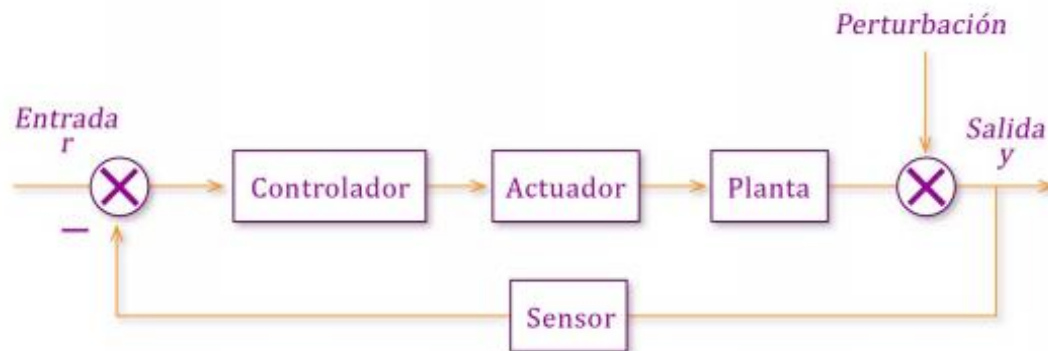 Perturbación
Entrada
r
Salida
y
−
Controlador
Actuador
Planta
Sensor